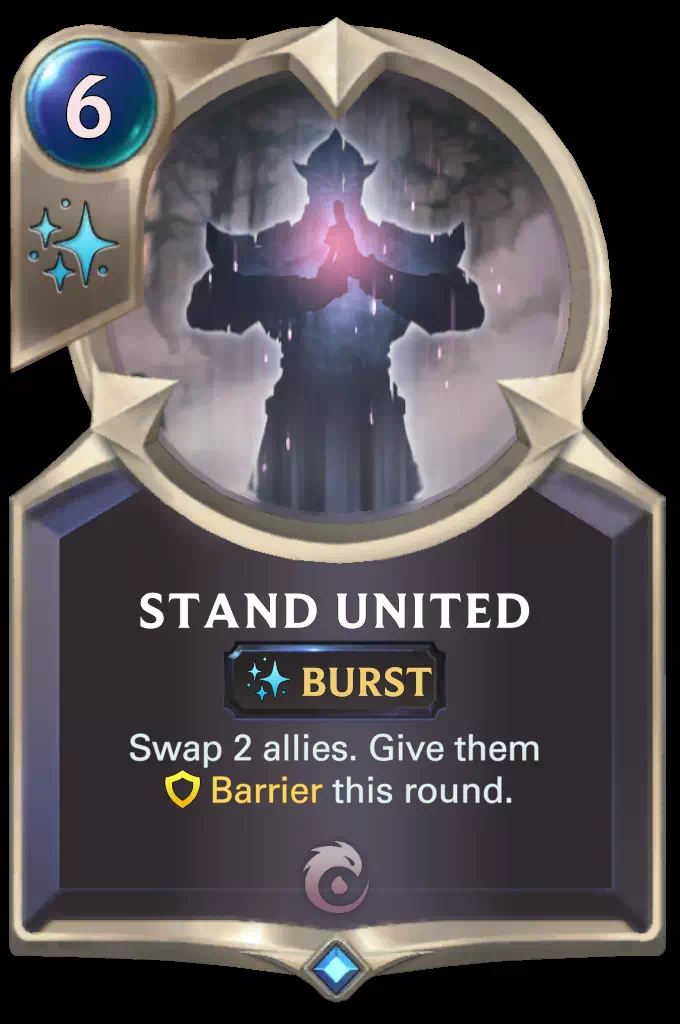 6
STAND UNITED
BURST
Swap 2 allies. Give them
Barrier this round.